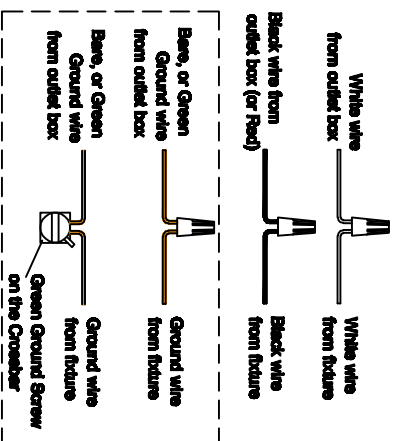 White wire
from outlet box
White wire
from fixture
Black wire from
outlet box (or Red)
Black wire
from fixture
Bare, or Green
Ground wire
from outlet box
Ground wire
from fixture
Bare, or Green
Ground wire
from outlet box
Ground wire
from fixture
Green Ground Screw
on the Crossbar